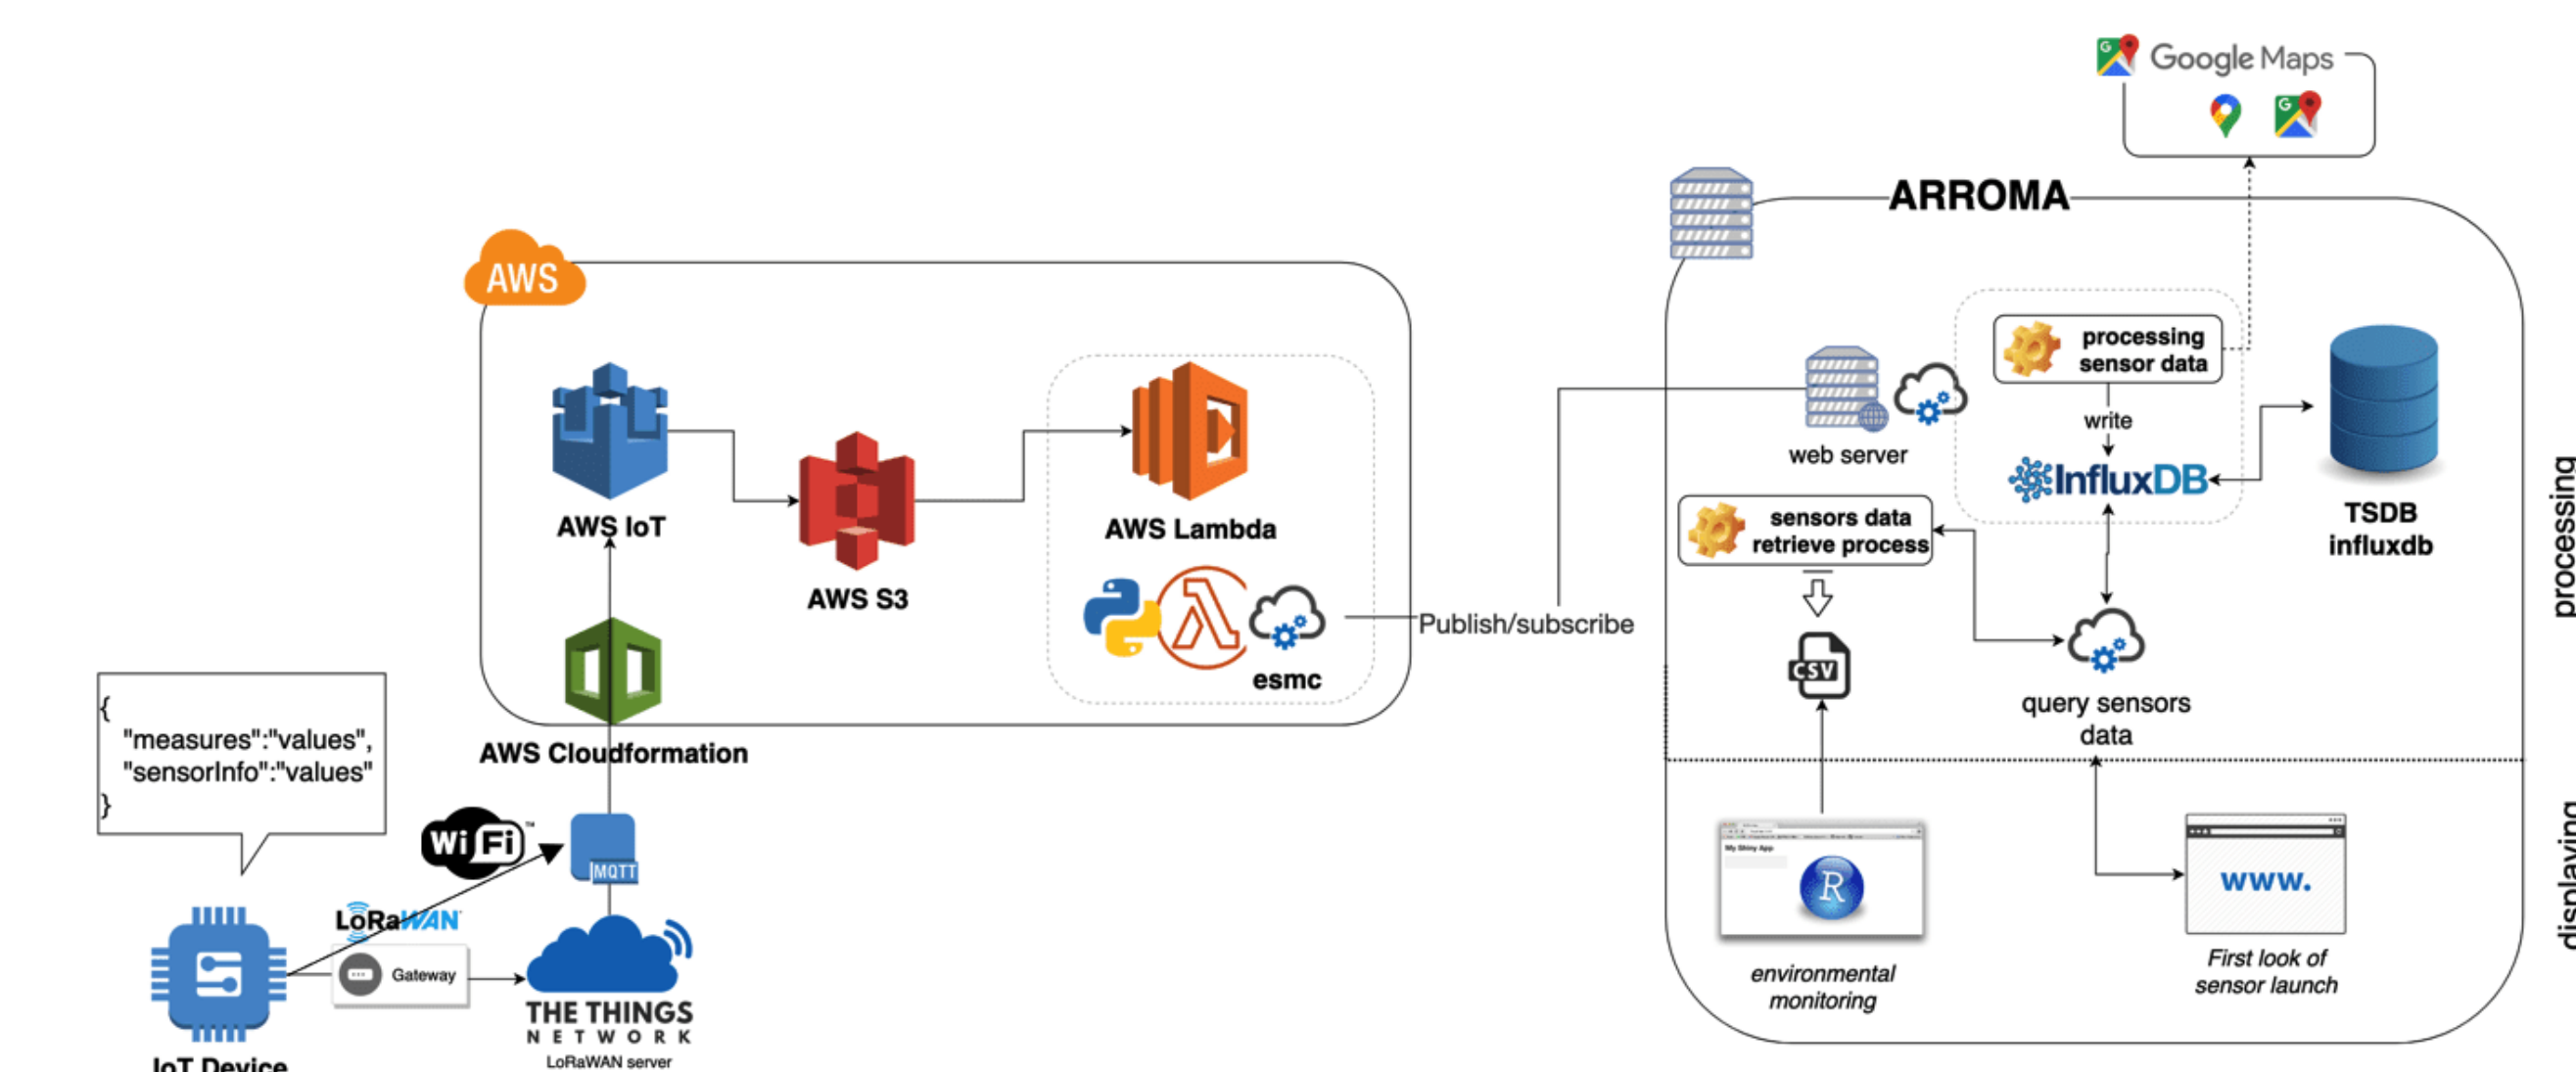 Google Maps
ARROMA
AWS
processing
sensor data
write
InfluxDB
TSDB
influxdb
web server
sensors data
retrieve process
CSV
query sensors
data
processing
AWS IoT
AWS S3
AWS Lambda
esmc
Publish/subscribe
AWS Cloudformation
{
"measures":"values",
"sensorInfo":"values"
}
WiFi™
MQTT
LoRaWAN
Gateway
THE THINGS
NETWORK
LoRaWAN server
IoT Device
My Shiny App
R
environmental
monitoring
www.
First look of
sensor launch
displaying